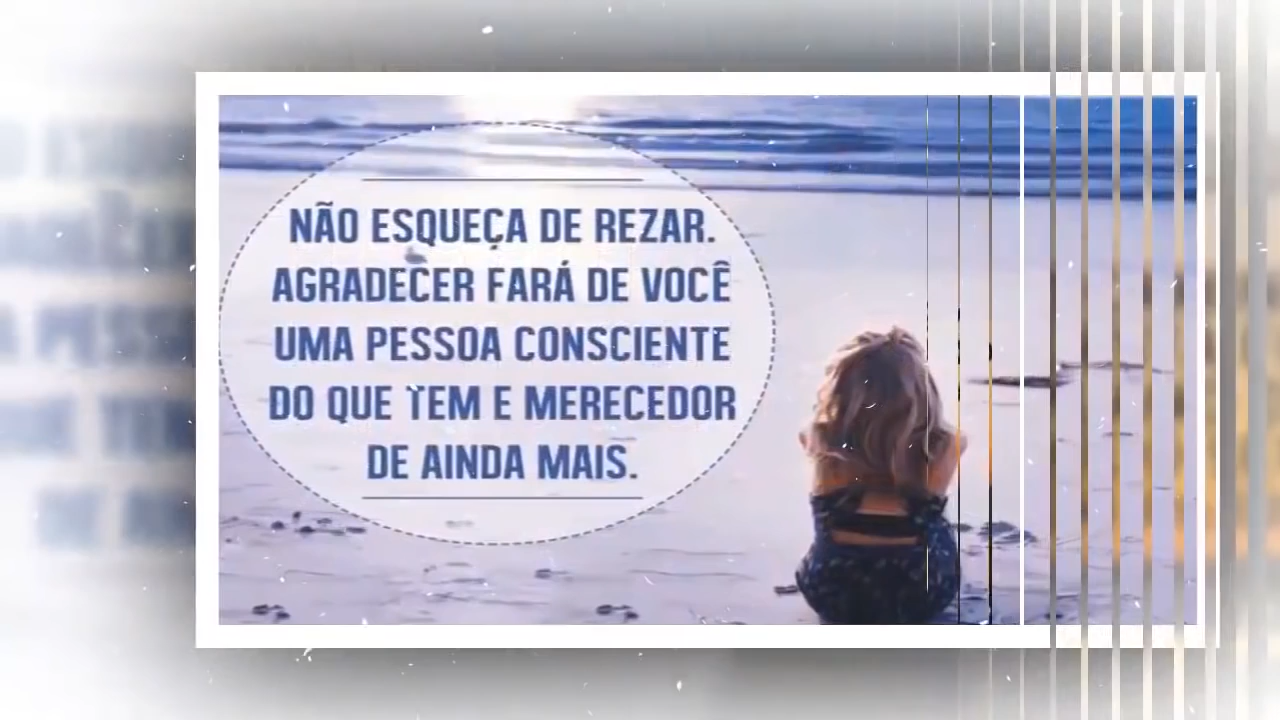 NÃO ESQUEÇA DE REZAR.
AGRADECER FARÁ DE VOCÊ
UMA PESSOA CONSCIENTE
DO QUE TEM E MERECEDOR
DE AINDA MAIS.